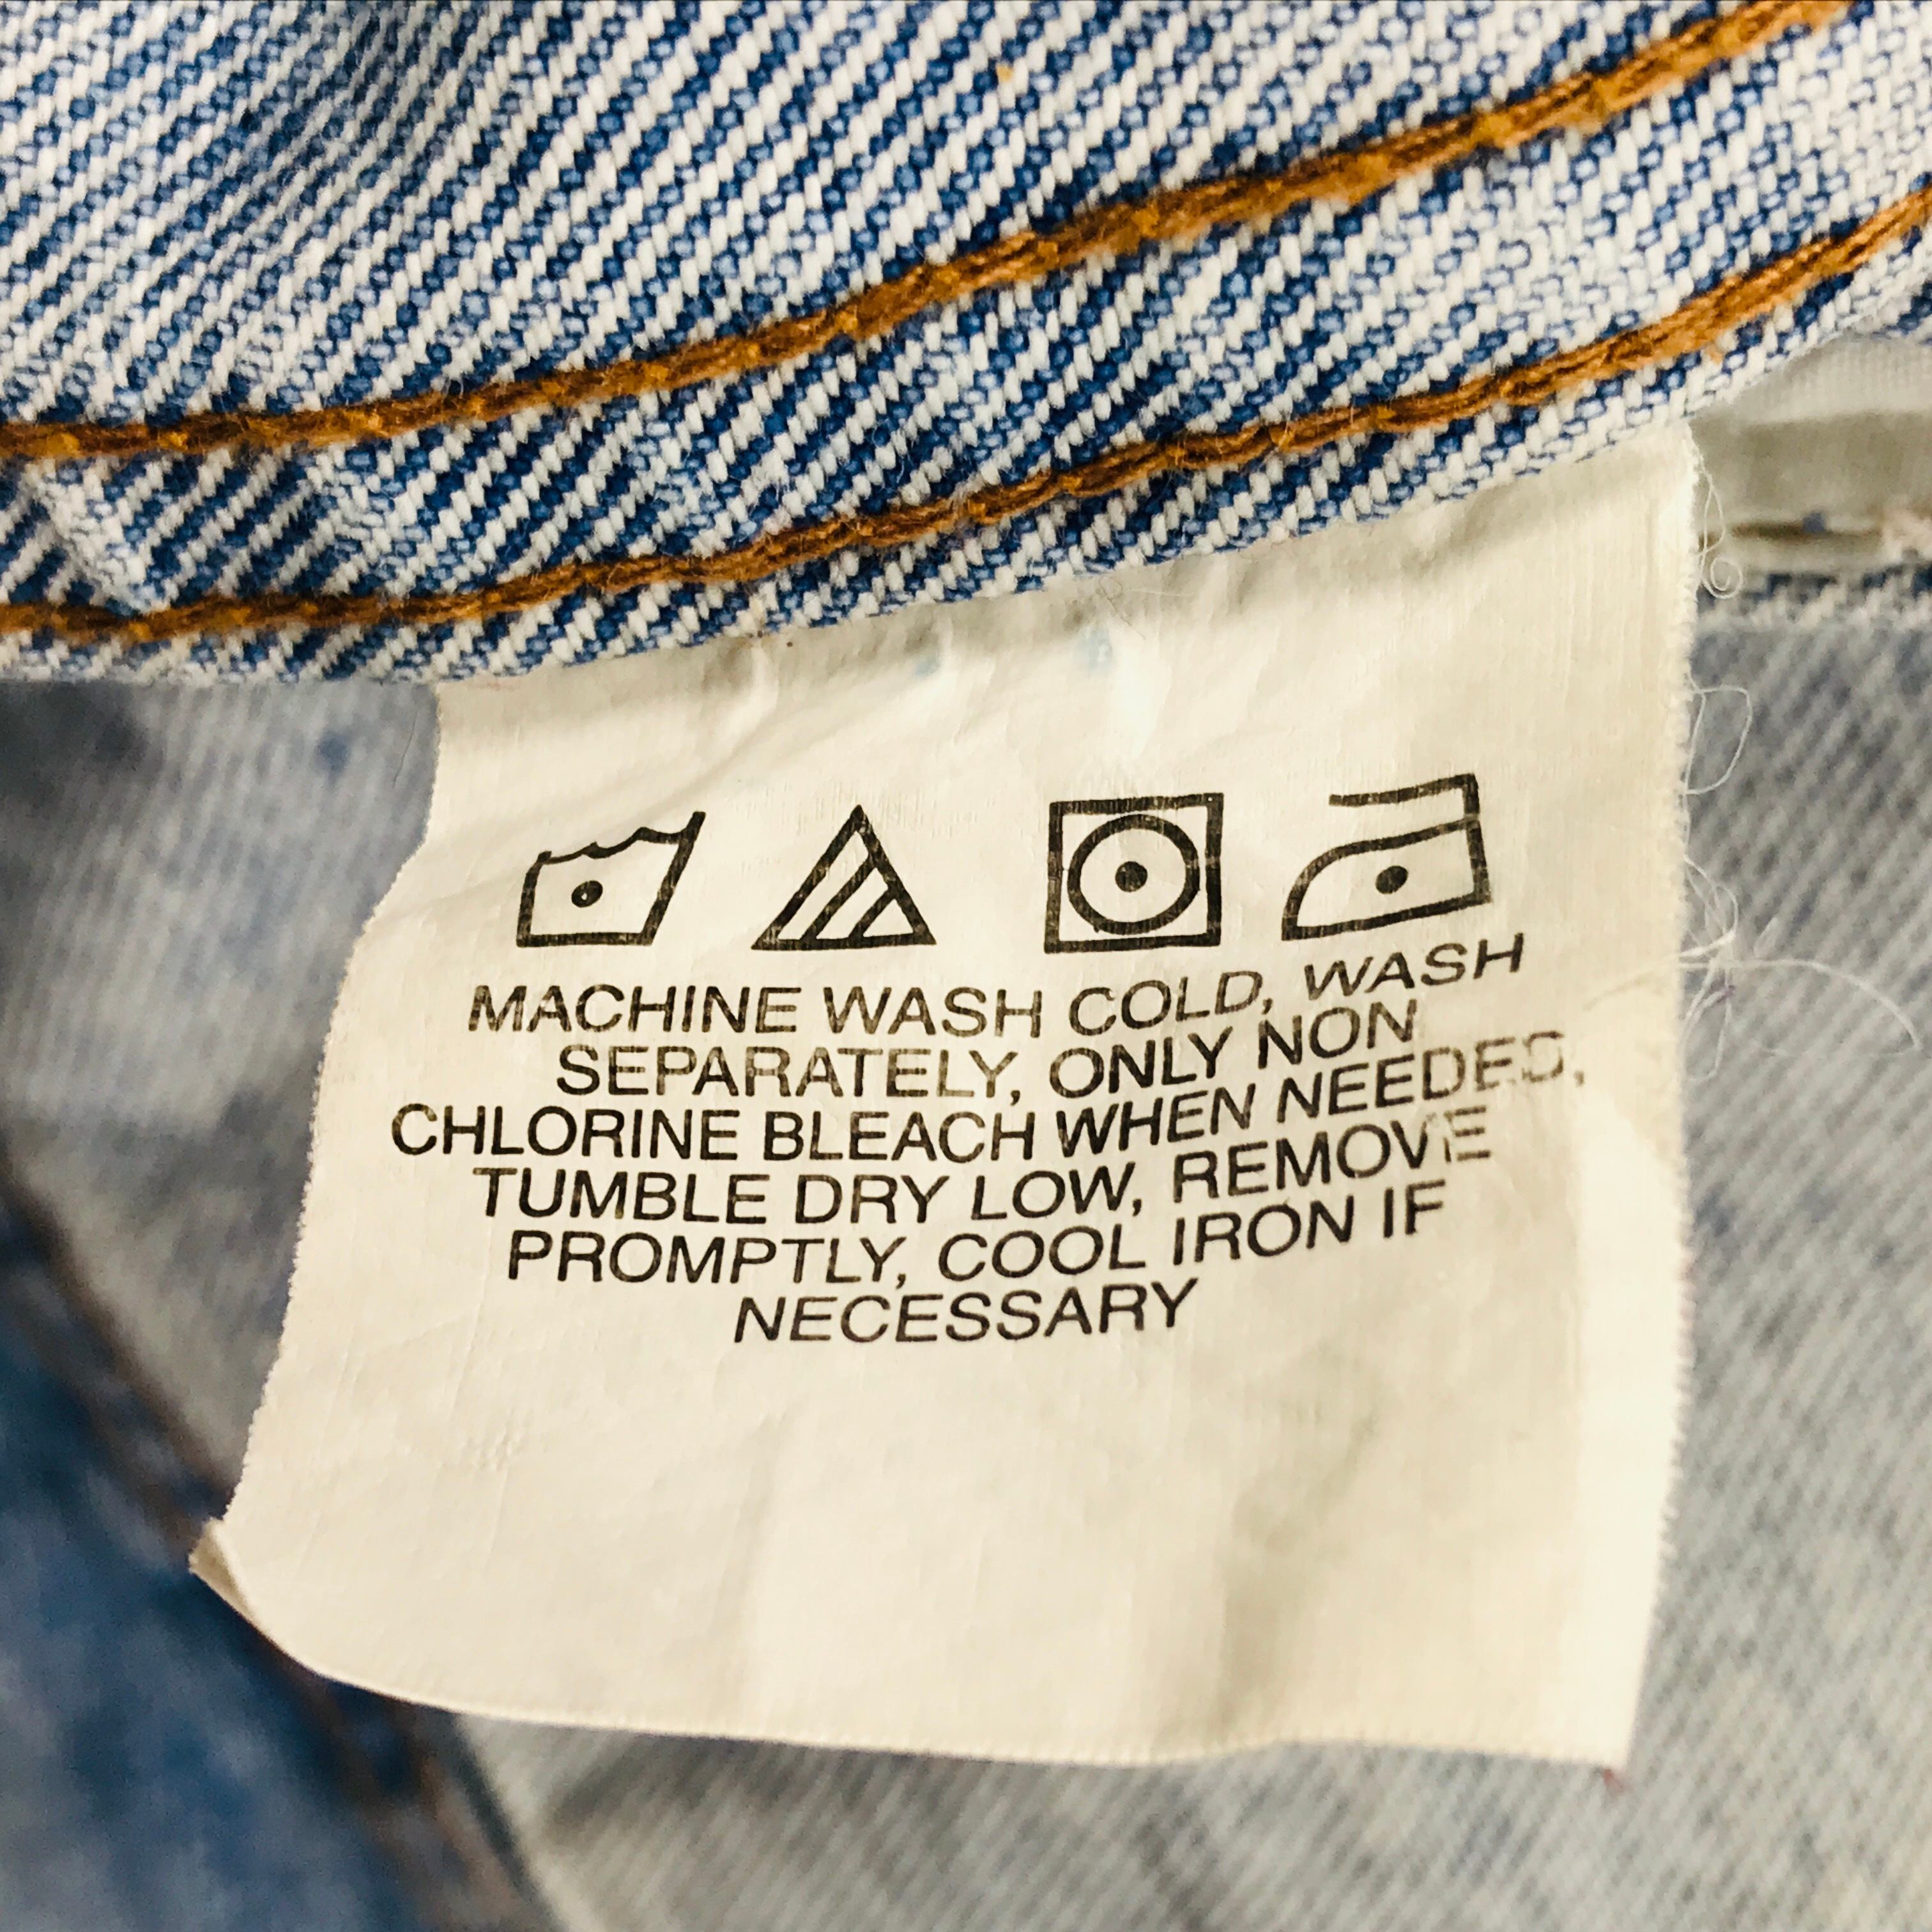 MACHINE WASH COLD, WASH
SEPARATELY, ONLY NON
CHLORINE BLEACH WHEN NEEDED,
TUMBLE DRY LOW, REMOVE
PROMPTLY, COOL IRON IF
NECESSARY